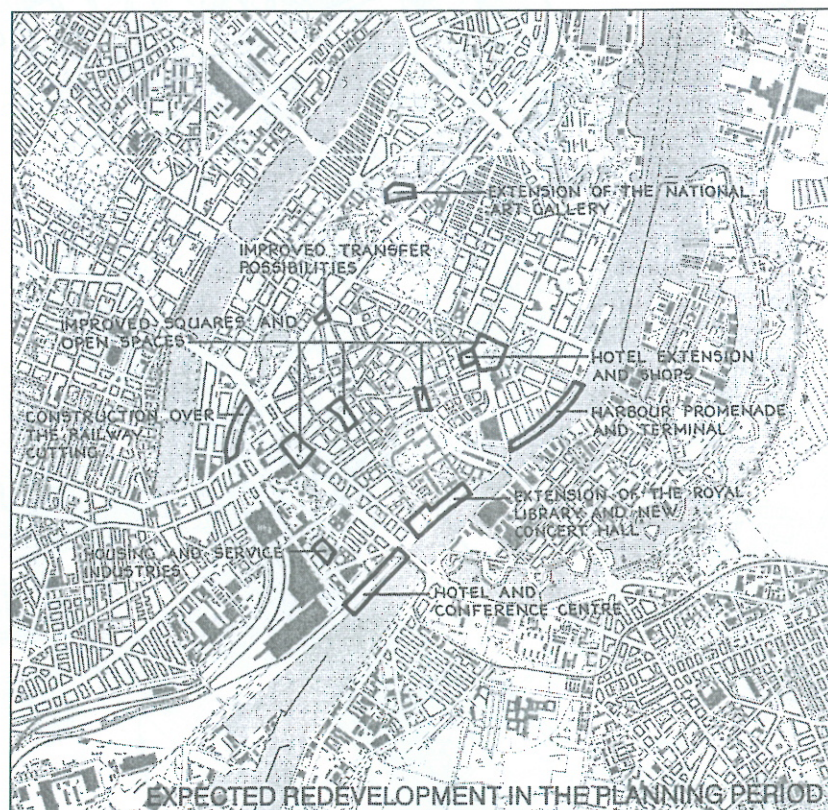 EXTENSION OF THE NATIONAL
ART GALLERY
IMPROVED TRANSFER
POSSIBILITIES
IMPROVED SQUARES AND
OPEN SPACES
HOTEL EXTENSION
AND SHOPS
CONSTRUCTION OVER
THE RAILWAY
CUTTING
HARBOUR PROMENADE
AND TERMINAL
EXTENSION OF THE ROYAL
LIBRARY AND NEW
CONCERT HALL
HOUSING AND SERVICE
INDUSTRIES
HOTEL AND
CONFERENCE CENTRE
EXPECTED REDEVELOPMENT IN THE PLANNING PERIOD